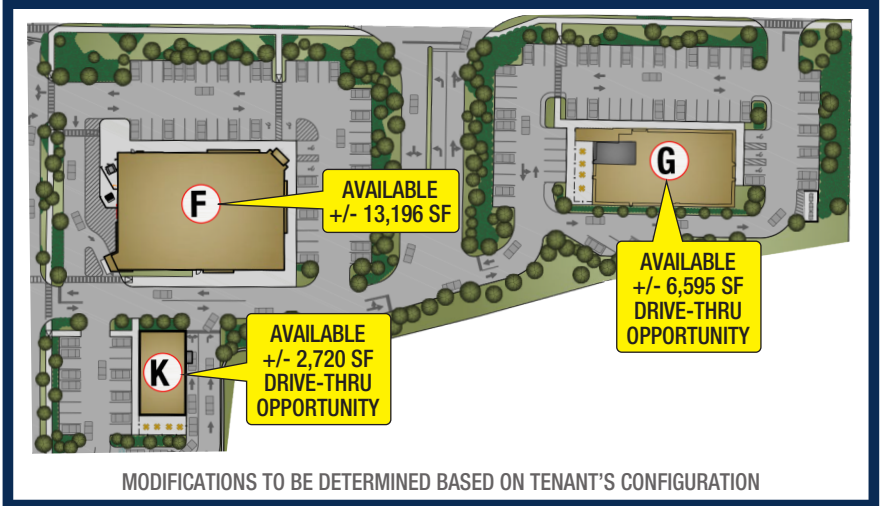 F
AVAILABLE
+/- 13,196 SF
G
AVAILABLE
+/- 6,595 SF
DRIVE-THRU
OPPORTUNITY
K
AVAILABLE
+/- 2,720 SF
DRIVE-THRU
OPPORTUNITY
MODIFICATIONS TO BE DETERMINED BASED ON TENANT'S CONFIGURATION